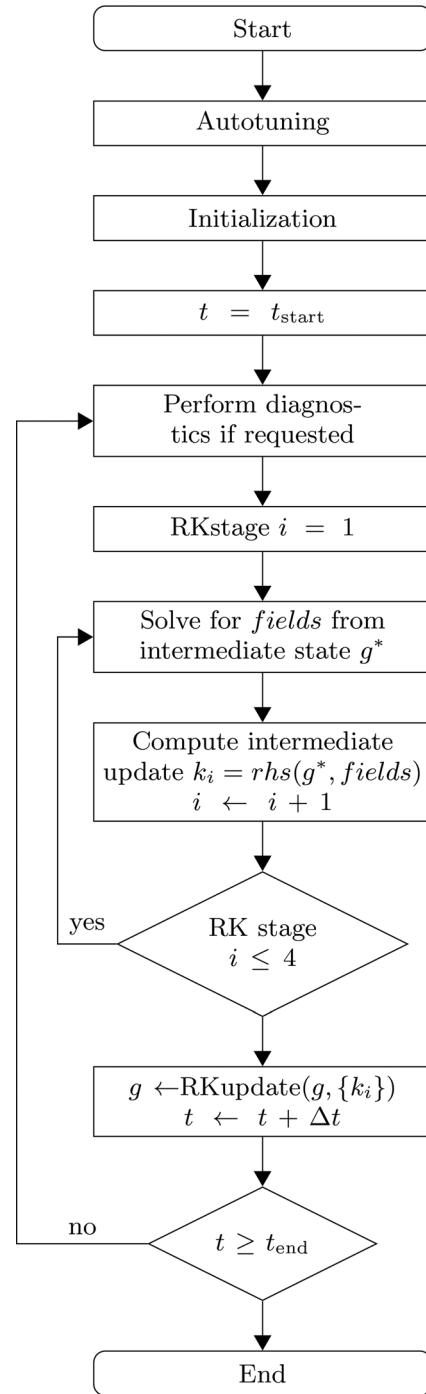 Start
Autotuning
Initialization
t = t_start
Perform diagnos-
tics if requested
RKstage i = 1
Solve for fields from
intermediate state g*
Compute intermediate
update k_i = rhs(g*, fields)
i ← i + 1
yes
RK stage
i ≤ 4
g ←RKupdate(g, {k_i})
t ← t + Δt
no
t ≥ t_end
End